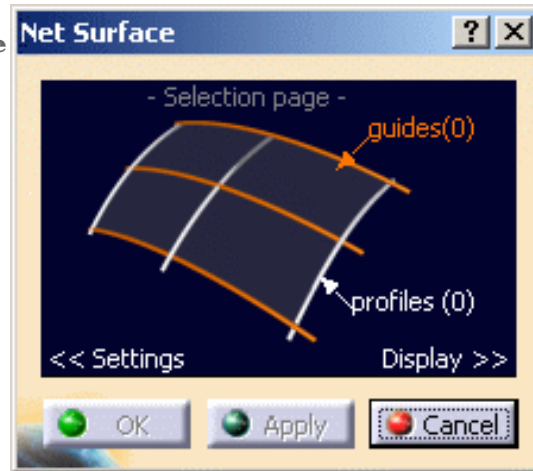 e
Net Surface
? X
- Selection page -
guides(0)
profiles (0)
<< Settings
Display >>
OK
Apply
Cancel